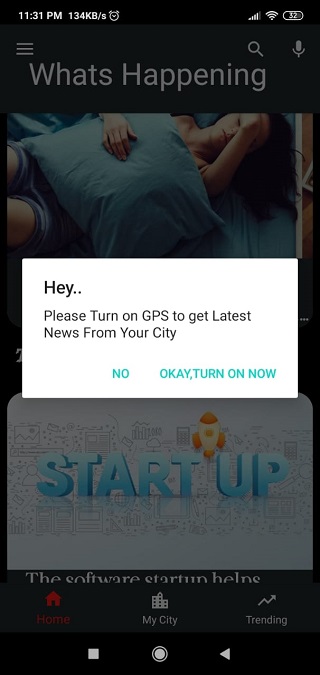 11:31 PM 134KB/s 32
Whats Happening
Hey..
Please Turn on GPS to get Latest
News From Your City
NO OKAY,TURN ON NOW
START UP
The software startup helps
Home My City Trending